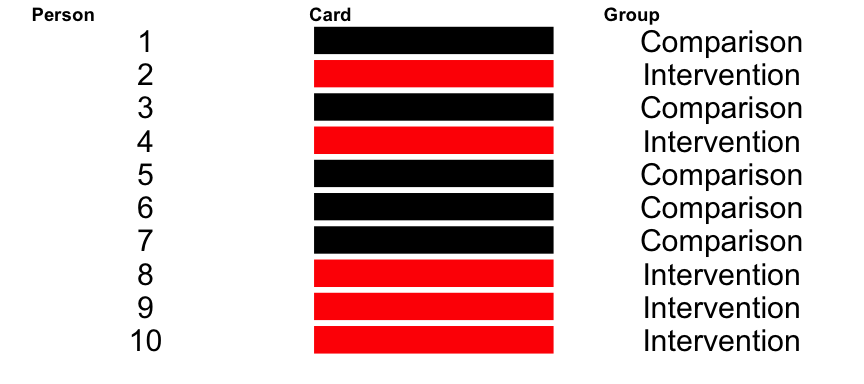 Person Card Group
1 Comparison
2 Intervention
3 Comparison
4 Intervention
5 Comparison
6 Comparison
7 Comparison
8 Intervention
9 Intervention
10 Intervention